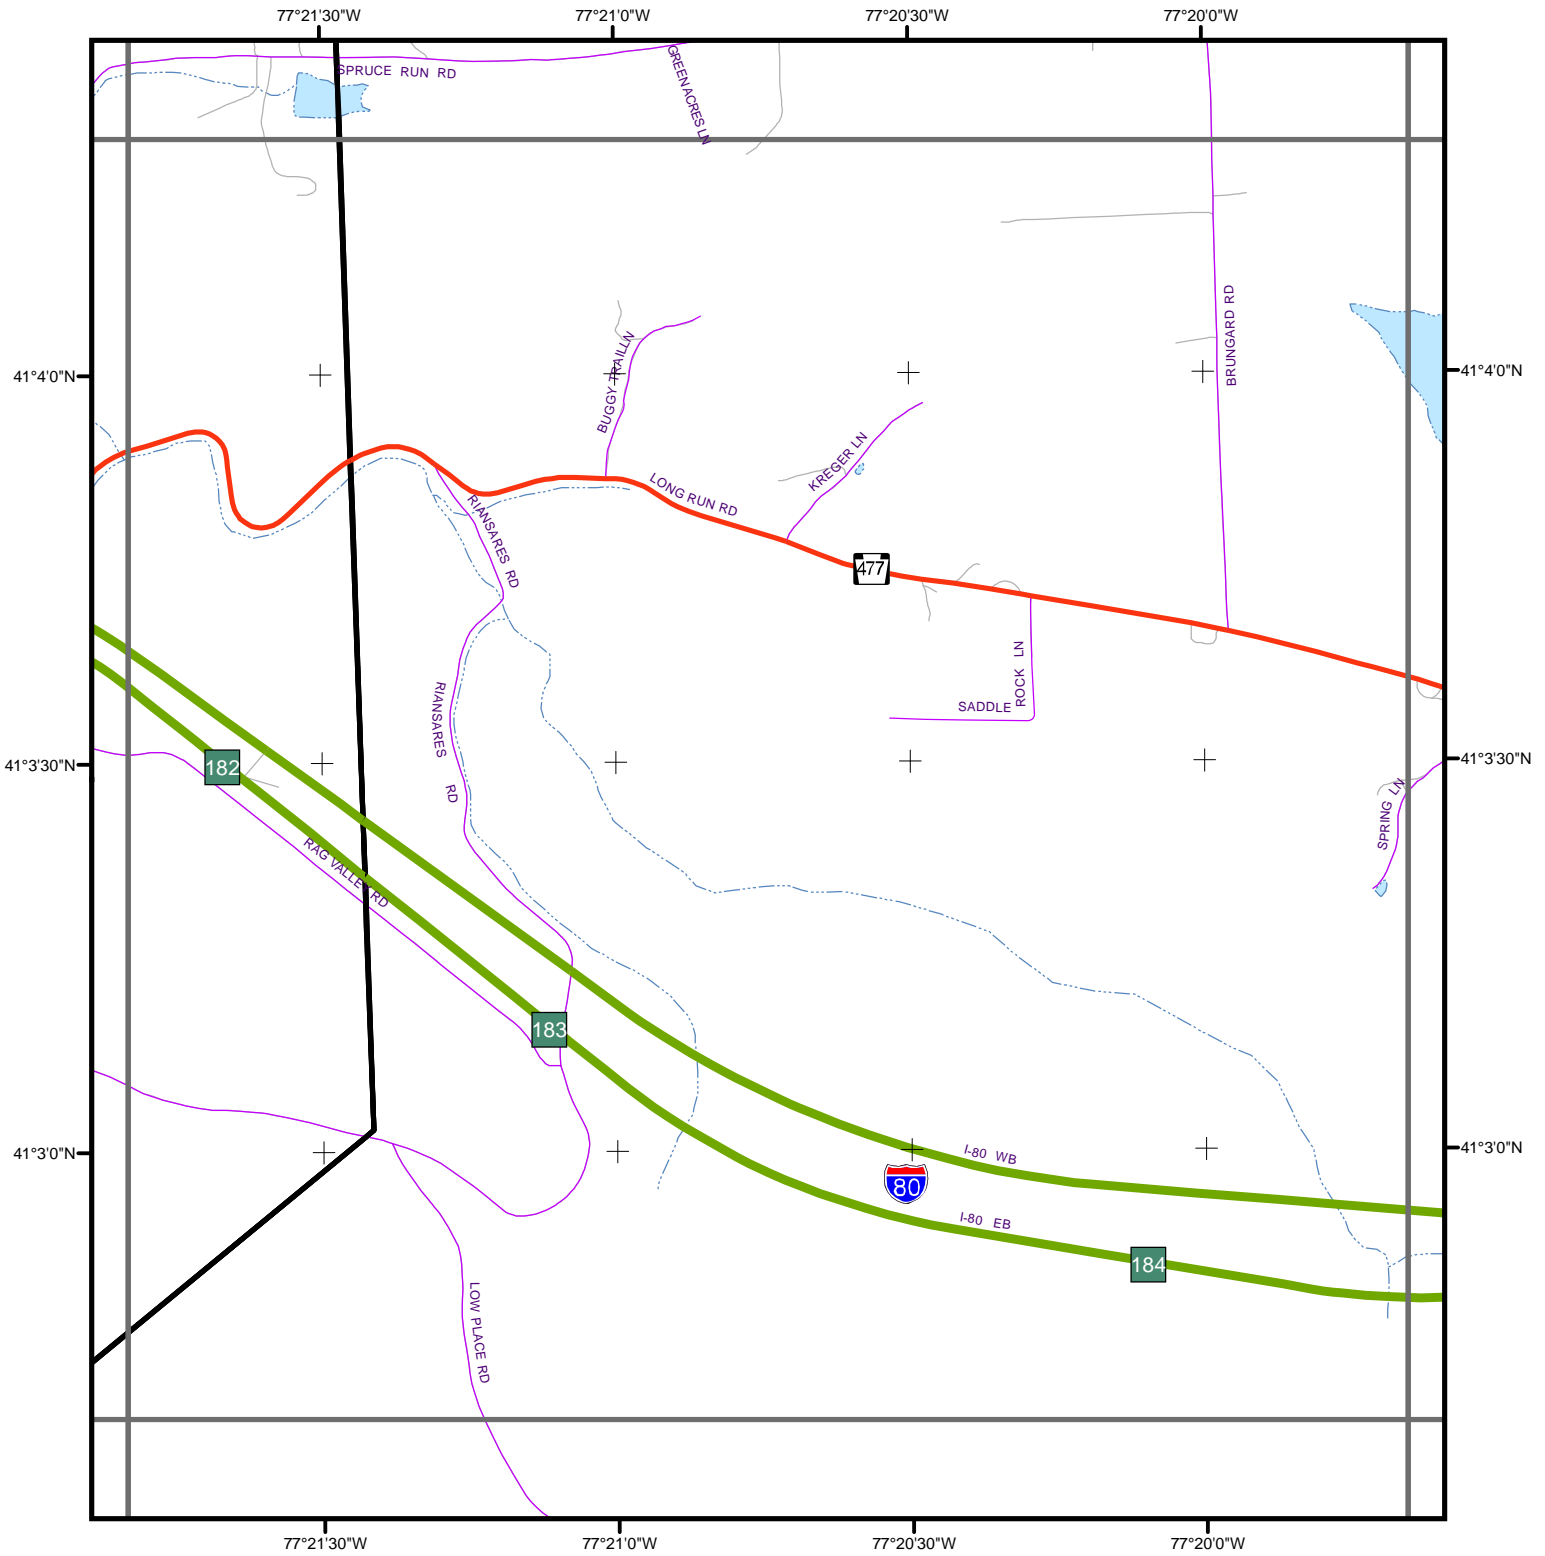 77°21'30"W
77°21'0"W
77°20'30"W
77°20'0"W
SPRUCE RUN RD
GREEN ACRES LN
BRUNGARD RD
BUGGY TRAIL LN
41°4'0"N
41°4'0"N
KREGER LN
LONG RUN RD
RIANSARES RD
477
ROCK LN
SADDLE
RIANSARES RD
41°3'30"N
41°3'30"N
182
SPRING LN
RAG VALLEY RD
183
41°3'0"N
41°3'0"N
I-80 WB
80
I-80 EB
184
LOW PLACE RD
77°21'30"W
77°21'0"W
77°20'30"W
77°20'0"W